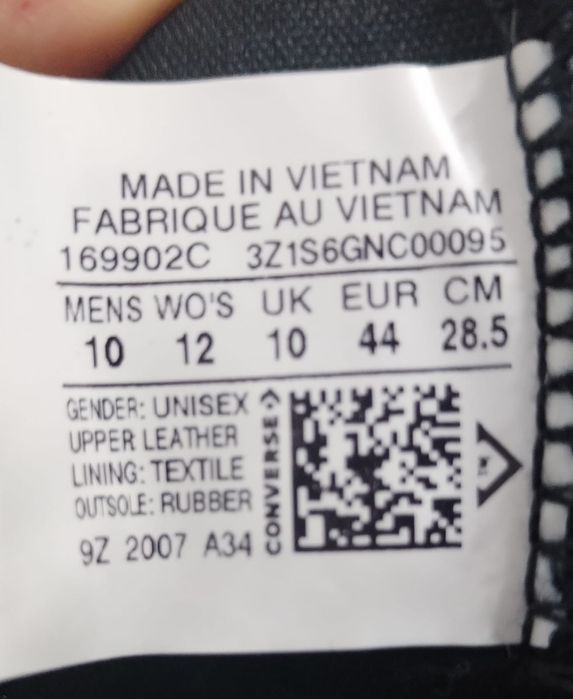 MADE IN VIETNAM
FABRIQUE AU VIETNAM
169902C 3Z1S6GNC00095
MENS WO'S UK EUR CM
10 12 10 44 28.5
GENDER: UNISEX
UPPER LEATHER
LINING: TEXTILE
OUTSOLE: RUBBER
9Z 2007 A34
CONVERSE